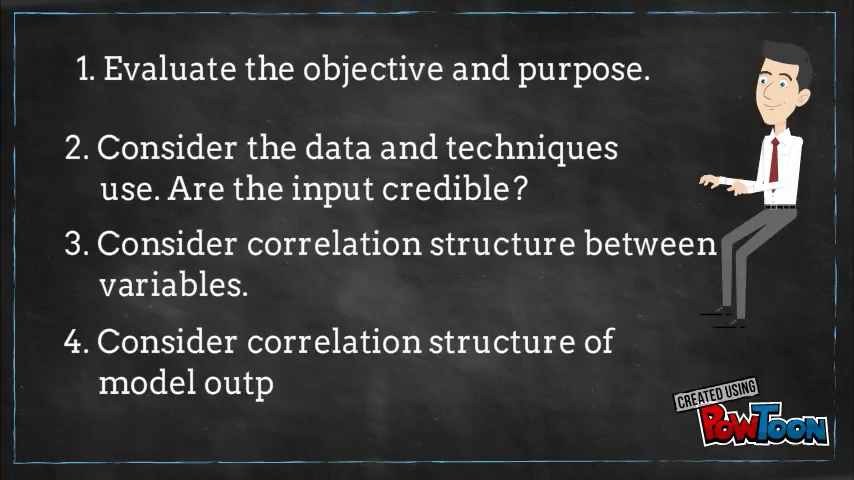 1. Evaluate the objective and purpose.
2. Consider the data and techniques
use. Are the input credible?
3. Consider correlation structure between
variables.
4. Consider correlation structure of
model outp
CREATED USING
POWTOON